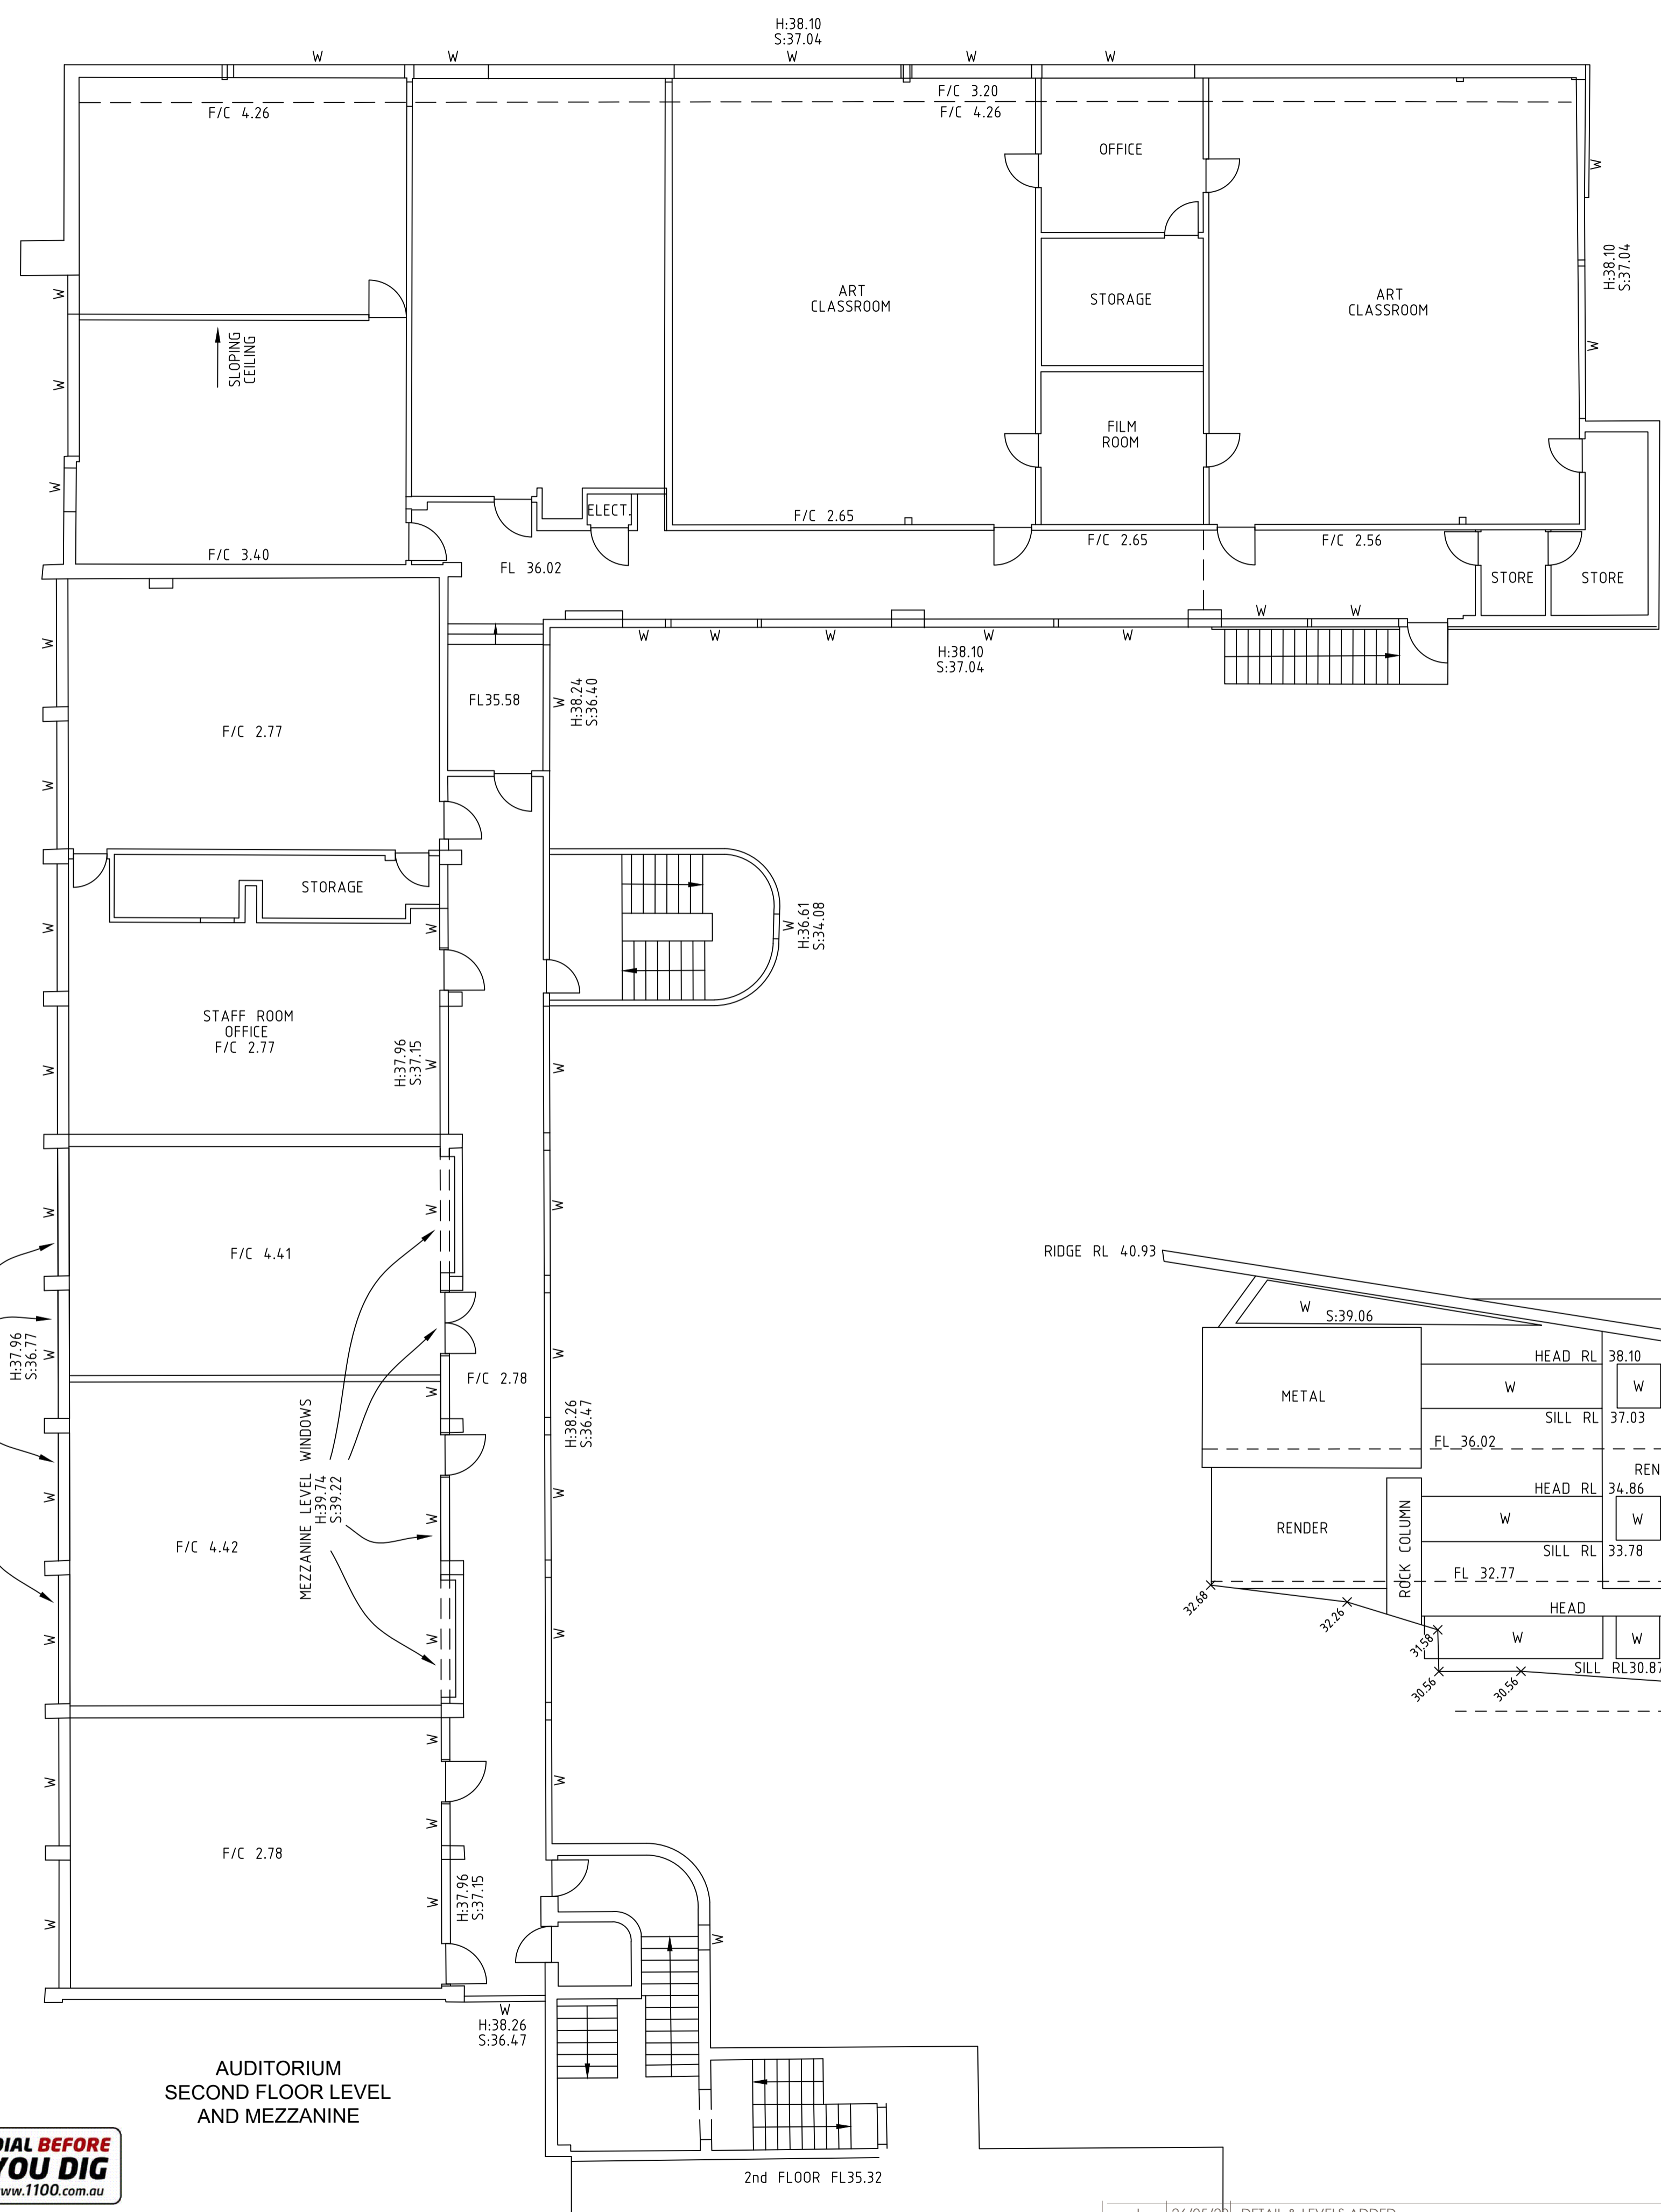 H:38.10
S:37.04
W
W
W
W
W
F/C 4.26
F/C 3.20
F/C 4.26
OFFICE
W
H:38.10
S:37.04
W
SLOPING
CEILING
ART
CLASSROOM
STORAGE
ART
CLASSROOM
W
W
W
FILM
ROOM
W
ELECT.
F/C 2.65
F/C 3.40
FL 36.02
F/C 2.65
F/C 2.56
STORE
STORE
W
W
W
W
W
W
W
H:38.10
S:37.04
W
FL35.58
W
H:38.24
S:36.40
F/C 2.77
W
STORAGE
W
H:36.61
S:34.08
W
W
STAFF ROOM
OFFICE
F/C 2.77
H:37.96
S:37.15
W
W
W
W
W
W
F/C 4.41
RIDGE RL 40.93
W
S:39.06
H:37.96
S:36.77
W
W
F/C 2.78
W
H:38.26
S:36.47
MEZZANINE LEVEL WINDOWS
H:39.74
S:39.22
HEAD RL 38.10
METAL
W
W
SILL RL 37.03
FL 36.02
REN
HEAD RL 34.86
RENDER
ROCK COLUMN
W
W
SILL RL 33.78
FL 32.77
32.68
32.26
31.58
HEAD
W
W
SILL RL30.87
30.56
30.56
W
W
W
F/C 4.42
W
W
W
W
W
W
W
F/C 2.78
W
W
H:37.96
S:37.15
W
W
W
H:38.26
S:36.47
AUDITORIUM
SECOND FLOOR LEVEL
AND MEZZANINE
DIAL BEFORE
YOU DIG
www.1100.com.au
2nd FLOOR FL35.32
DETAIL & LEVELS ADDED